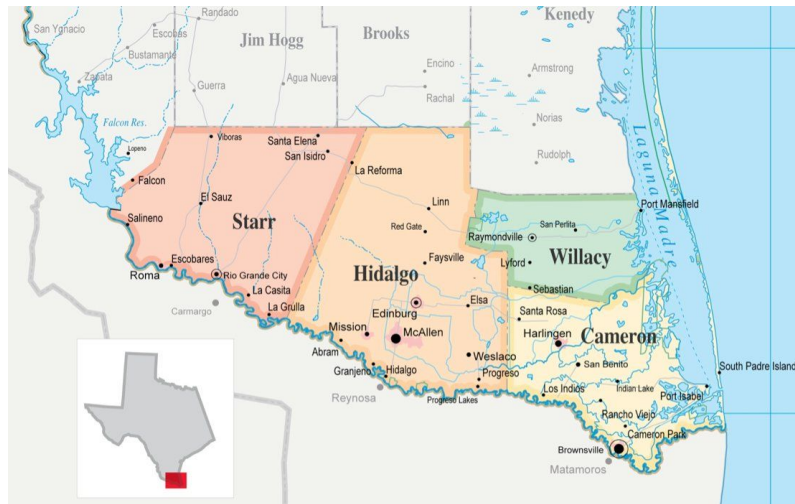 Kenedy
Randado
Brooks
San Ygnacio
Escobas
Jim Hogg
Bustamante
Encino
Zapata
Agua Nueva
Armstrong
Guerra
Rachal
Falcon Res.
Norias
Viboras
Santa Elena
Lopeno
San Isidro
Rudolph
La Reforma
Laguna Madre
Falcon
El Sauz
Linn
Port Mansfield
Salineno
Starr
Red Gate
San Perlita
Raymondville
Willacy
Escobares
Faysville
Lyford
Roma
Rio Grande City
Hidalgo
Sebastian
La Casita
Elsa
Carmargo
La Grulla
Edinburg
Santa Rosa
Mission
McAllen
Harlingen
Cameron
Abram
Weslaco
San Benito
South Padre Island
Granjeno
Hidalgo
Progreso
Indian Lake
Reynosa
Progreso Lakes
Los Indios
Port Isabel
Rancho Viejo
Cameron Park
Brownsville
Matamoros